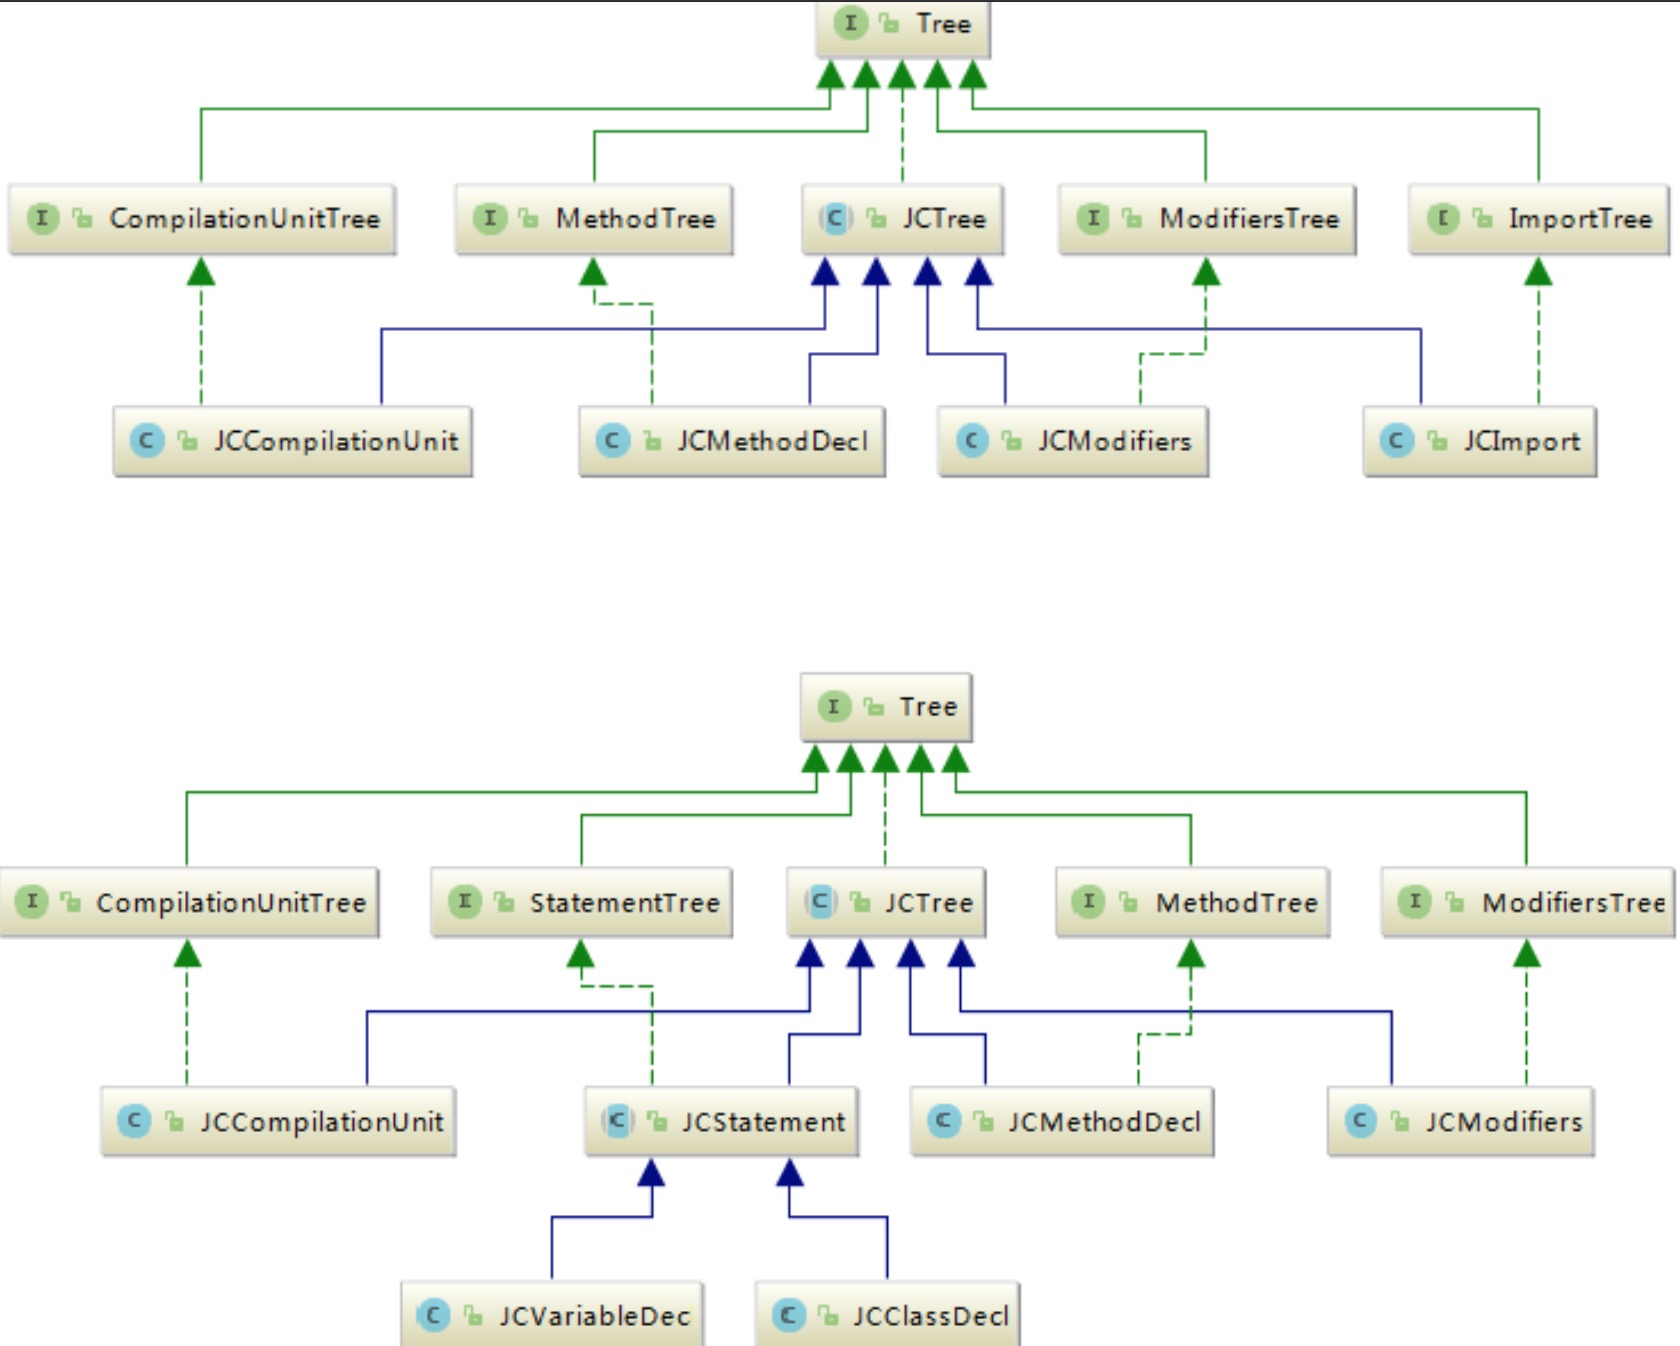 Tree
CompilationUnitTree
MethodTree
JCTree
ModifiersTree
ImportTree
JCCompilationUnit
JCMethodDecl
JCModifiers
JCImport
Tree
CompilationUnitTree
StatementTree
JCTree
MethodTree
ModifiersTree
JCCompilationUnit
JCStatement
JCMethodDecl
JCModifiers
JCVariableDec
JCClassDecl